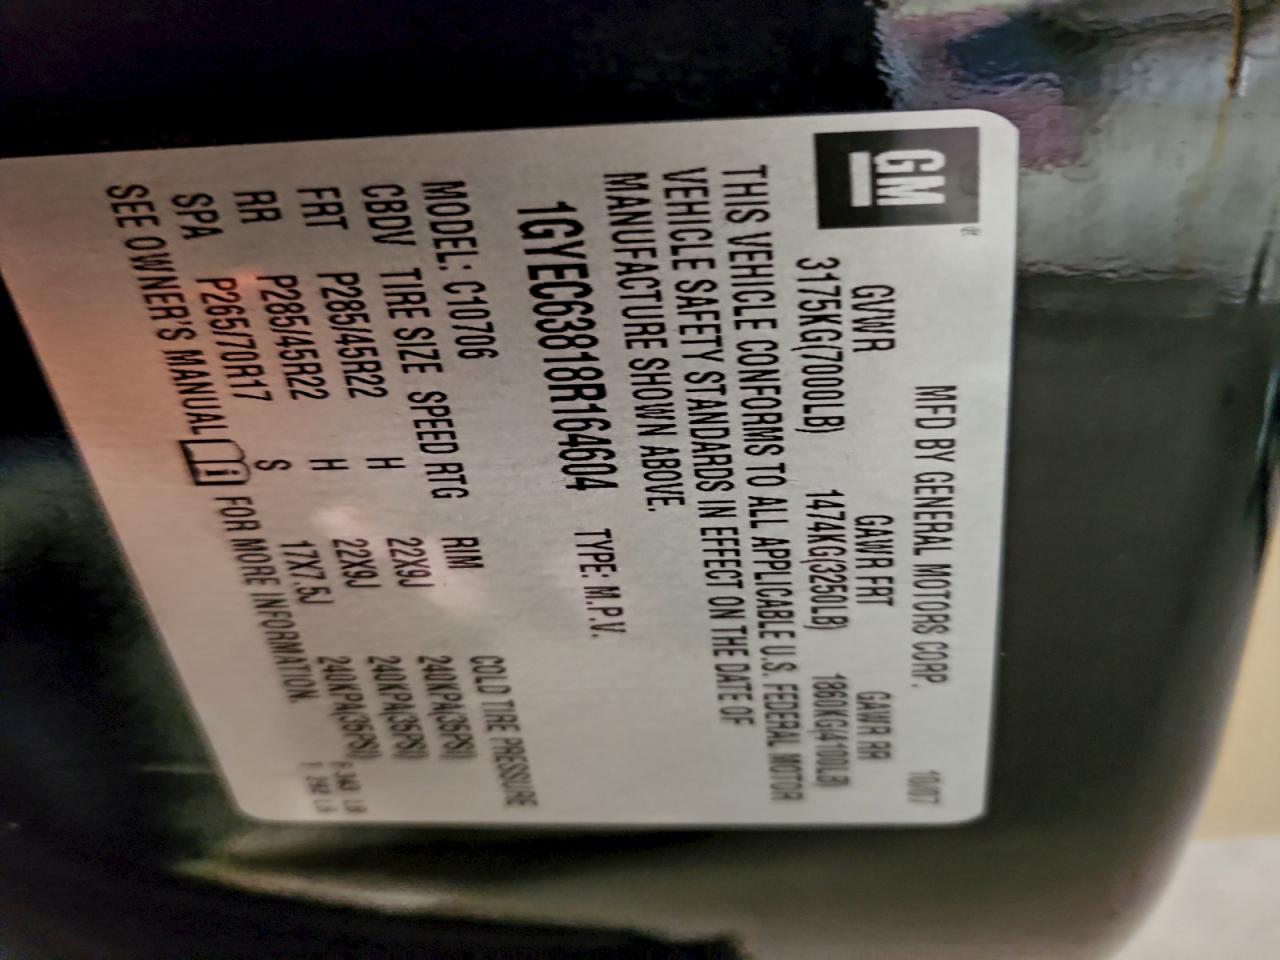 GM
MFD BY GENERAL MOTORS CORP. 10/07
GVWR GAWR FRT GAWR RR
3175KG(7000LB) 1474KG(3250LB) 1860KG(4100LB)
THIS VEHICLE CONFORMS TO ALL APPLICABLE U.S. FEDERAL MOTOR
VEHICLE SAFETY STANDARDS IN EFFECT ON THE DATE OF
MANUFACTURE SHOWN ABOVE.
1GYEC63818R164604 TYPE: M.P.V.
MODEL: C10706
CBDV TIRE SIZE SPEED RTG RIM COLD TIRE PRESSURE
FRT P285/45R22 H 22X9J 240KPA(35PSI)
RR P285/45R22 H 22X9J 240KPA(35PSI)
SPA P265/70R17 S 17X7.5J 240KPA(35PSI)
SEE OWNER'S MANUAL FOR MORE INFORMATION.